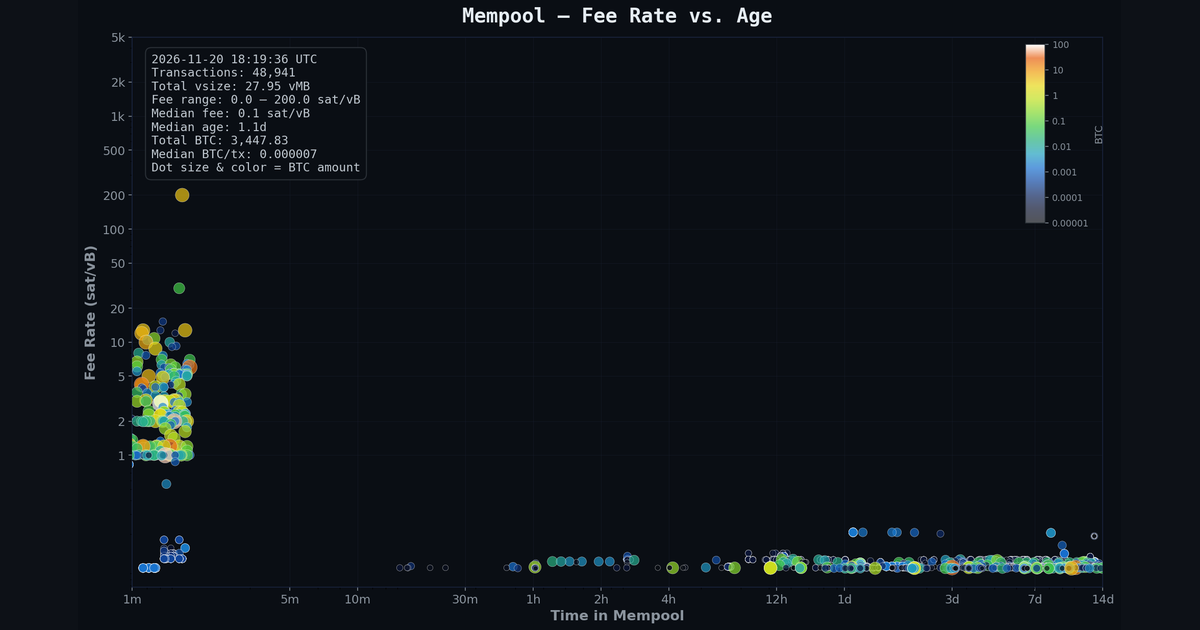 Mempool — Fee Rate vs. Age
5k
2k
1k
500
200
100
50
20
10
5
2
1
Fee Rate (sat/vB)
2026-11-20 18:19:36 UTC
Transactions: 48,941
Total vsize: 27.95 vMB
Fee range: 0.0 – 200.0 sat/vB
Median fee: 0.1 sat/vB
Median age: 1.1d
Total BTC: 3,447.83
Median BTC/tx: 0.000007
Dot size & color = BTC amount
100
10
1
0.1
0.01
0.001
0.0001
0.00001
BTC
1m 5m 10m 30m 1h 2h 4h 12h 1d 3d 7d 14d
Time in Mempool